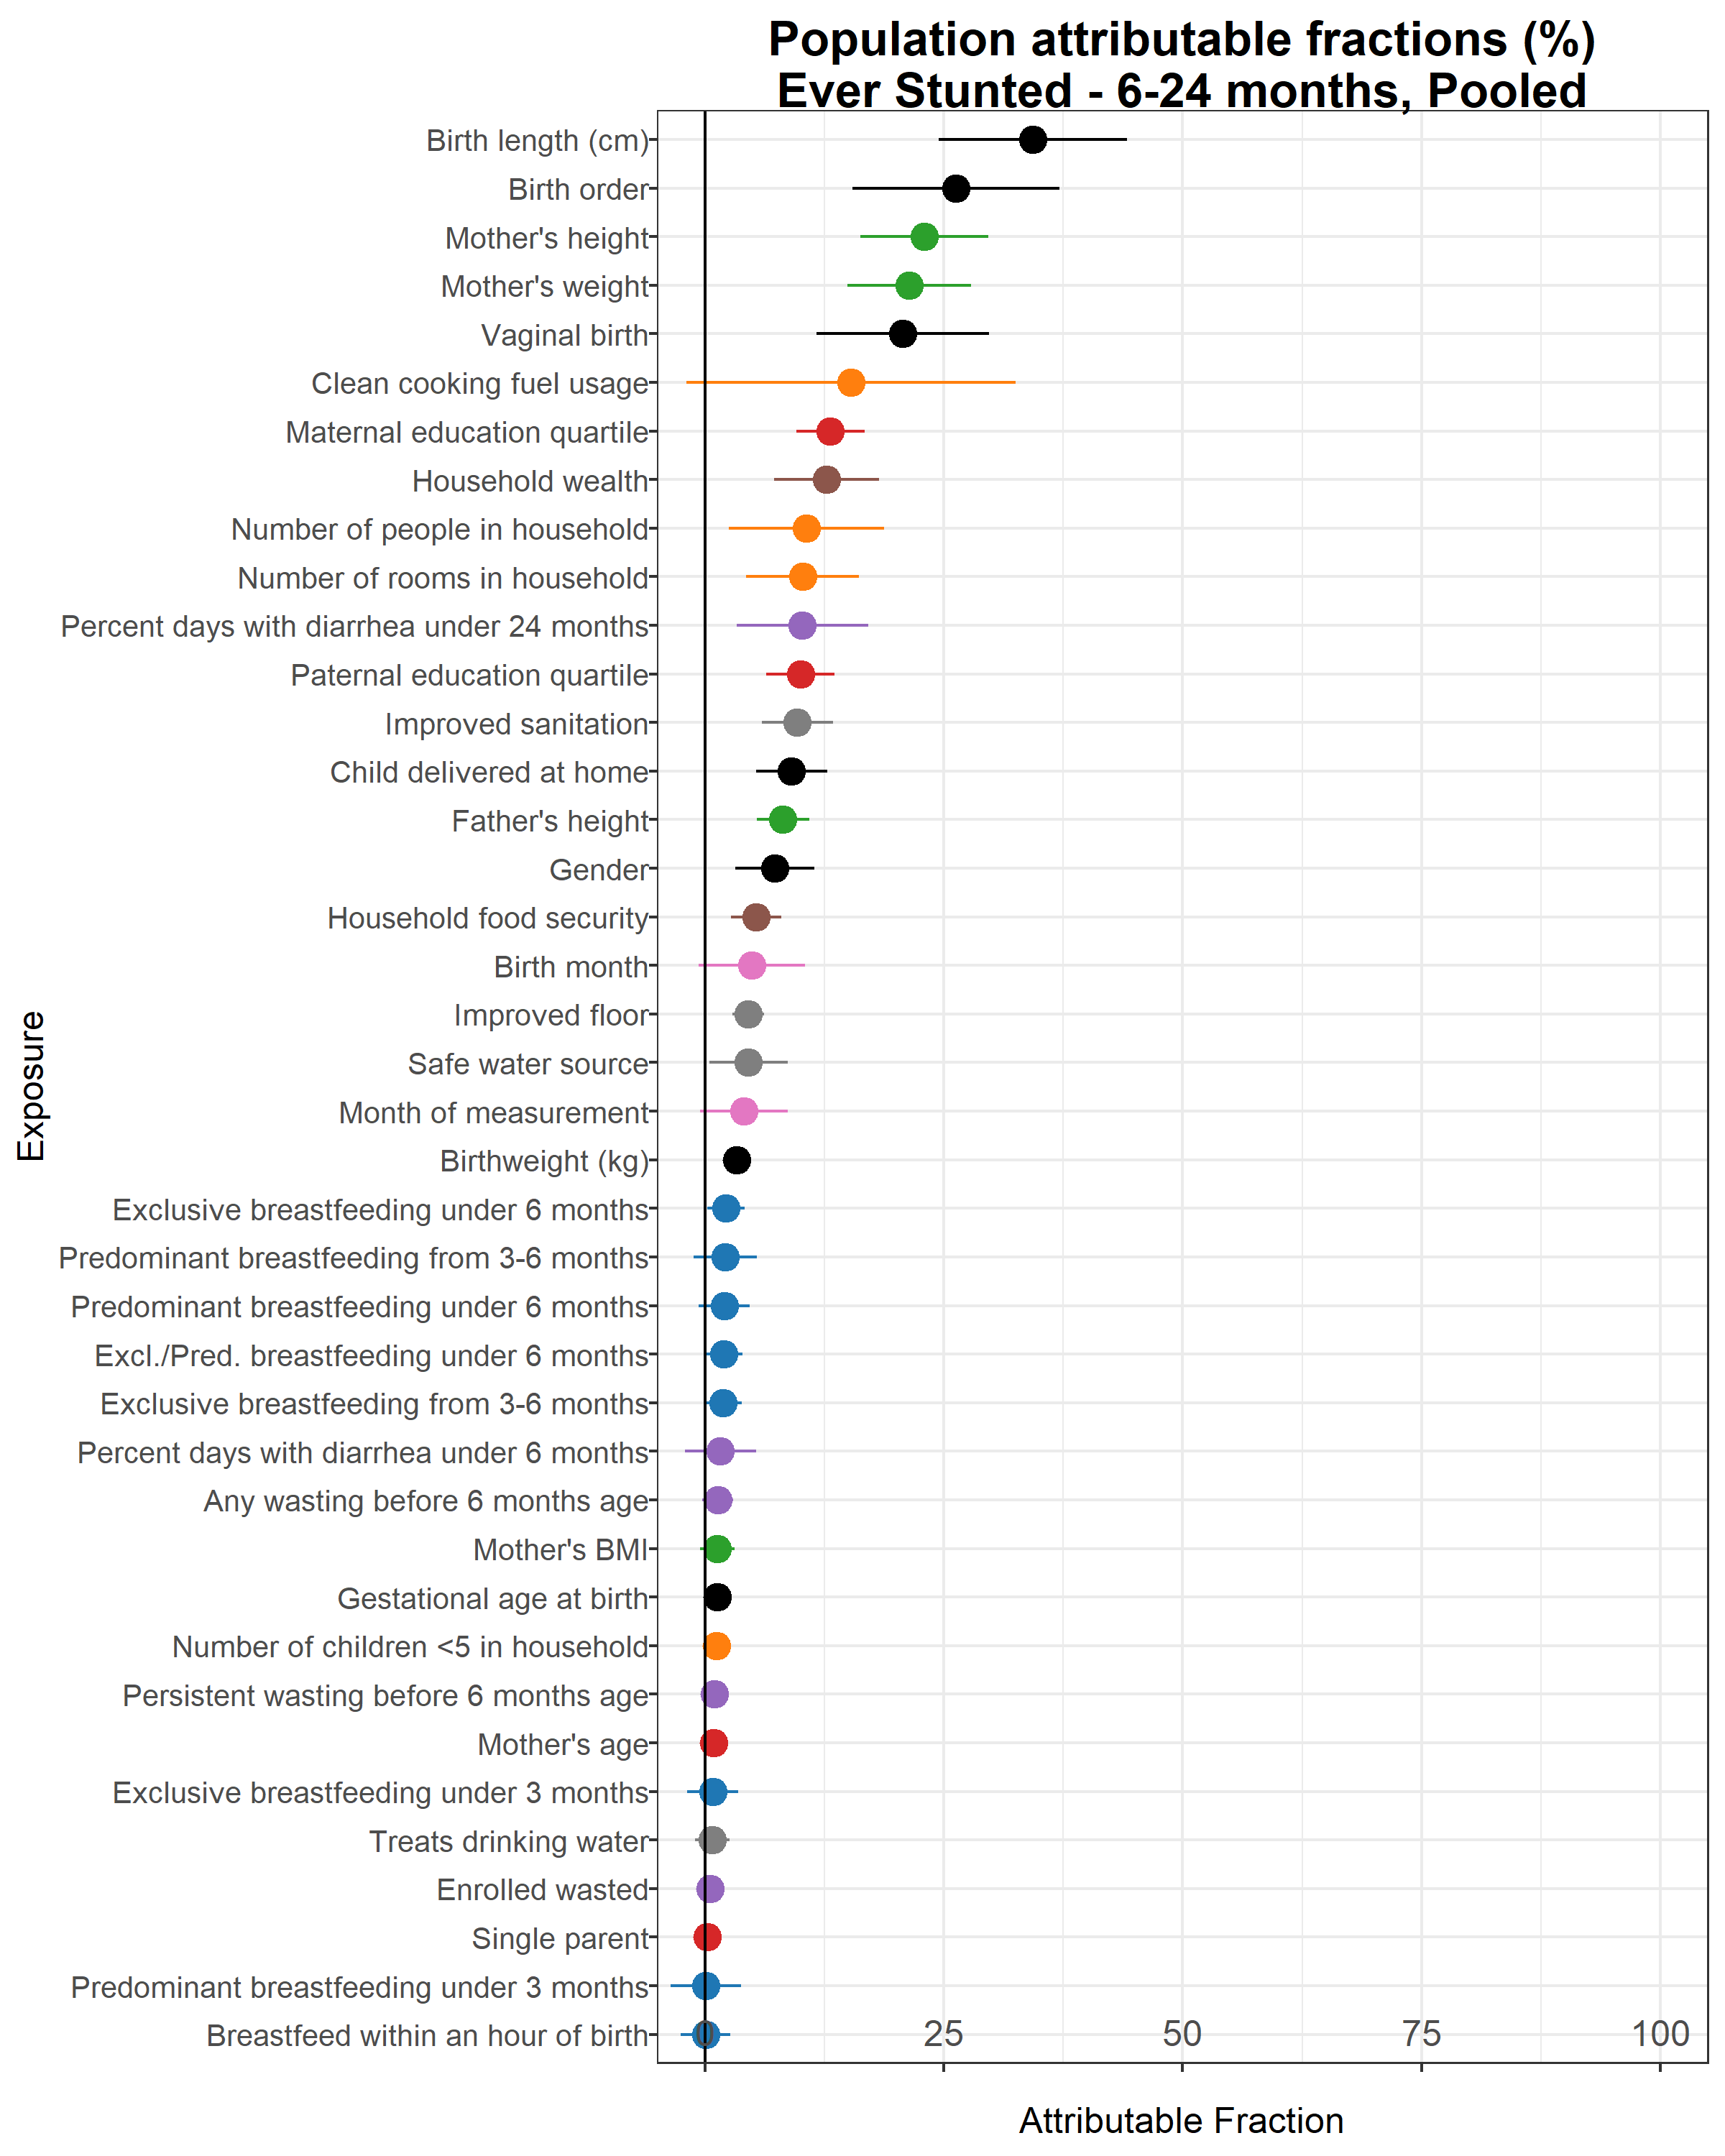 Population attributable fractions (%)
Ever Stunted - 6-24 months, Pooled
Birth length (cm)
Birth order
Mother's height
Mother's weight
Vaginal birth
Clean cooking fuel usage
Maternal education quartile
Household wealth
Number of people in household
Number of rooms in household
Percent days with diarrhea under 24 months
Paternal education quartile
Improved sanitation
Child delivered at home
Father's height
Gender
Household food security
Birth month
Improved floor
Safe water source
Month of measurement
Birthweight (kg)
Exclusive breastfeeding under 6 months
Predominant breastfeeding from 3-6 months
Predominant breastfeeding under 6 months
Excl./Pred. breastfeeding under 6 months
Exclusive breastfeeding from 3-6 months
Percent days with diarrhea under 6 months
Any wasting before 6 months age
Mother's BMI
Gestational age at birth
Number of children <5 in household
Persistent wasting before 6 months age
Mother's age
Exclusive breastfeeding under 3 months
Treats drinking water
Enrolled wasted
Single parent
Predominant breastfeeding under 3 months
Breastfeed within an hour of birth
Exposure
0 25 50 75 100
Attributable Fraction